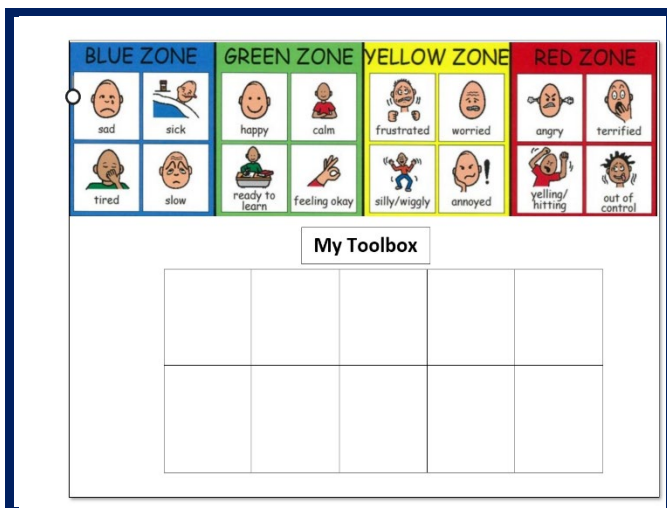 BLUE ZONE GREEN ZONE YELLOW ZONE RED ZONE
sad sick happy calm frustrated worried angry terrified
tired slow ready to learn feeling okay silly/wiggly annoyed yelling/hitting out of control
My Toolbox